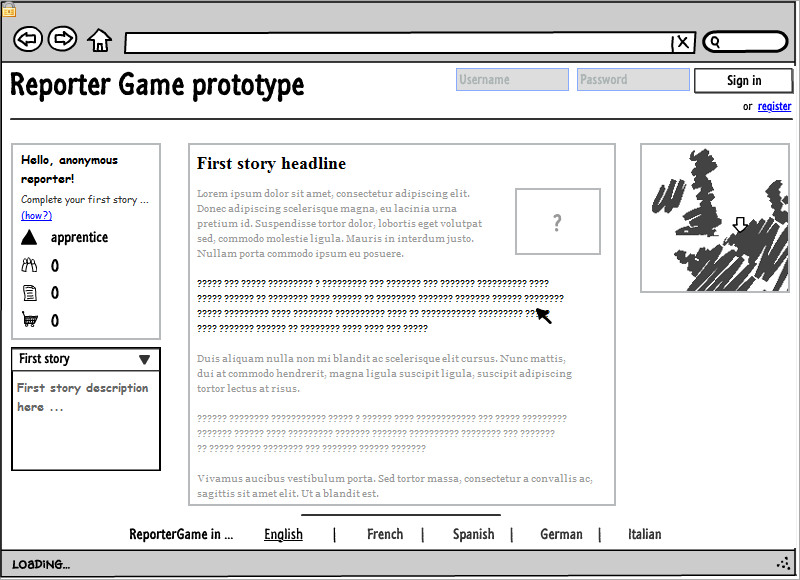 Reporter Game prototype
Username
Password
Sign in
or register
Hello, anonymous
reporter!
Complete your first story ...
(how?)
apprentice
0
0
0
First story
First story description
here ...
First story headline
Lorem ipsum dolor sit amet, consectetur adipiscing elit.
Donec adipiscing scelerisque magna, eu lacinia urna
pretium id. Suspendisse tortor dolor, lobortis eget volutpat
sed, commodo molestie ligula. Mauris in interdum justo.
Nullam porta commodo ipsum eu posuere.
?
????? ??? ????? ????????? ? ????????? ??? ??????? ??? ??????? ?????????? ????
????? ?????? ?? ????????? ???? ?????? ?? ???????? ??????? ??????? ?????? ????????
????? ????????? ???? ???????? ?????????? ???? ?? ??????????? ?????????
???? ??????? ?????? ?? ???????? ???? ???? ??? ?????
Duis aliquam nulla non mi blandit ac scelerisque elit cursus. Nunc mattis,
dui at commodo hendrerit, magna ligula suscipit ligula, suscipit adipiscing
tortor lectus at risus.
?????? ???????? ??????????? ????? ? ?????? ???? ???????????? ??? ????? ?????????
??????? ?????? ???? ????????? ??????? ??????? ?????????? ???????? ??? ???????
?? ????? ????? ???????? ??? ??????? ?????? ???????
Vivamus aucibus vestibulum porta. Sed tortor massa, consectetur a convallis ac,
sagittis sit amet elit. Ut a blandit est.
ReporterGame in ... English | French | Spanish | German | Italian
LOADING...